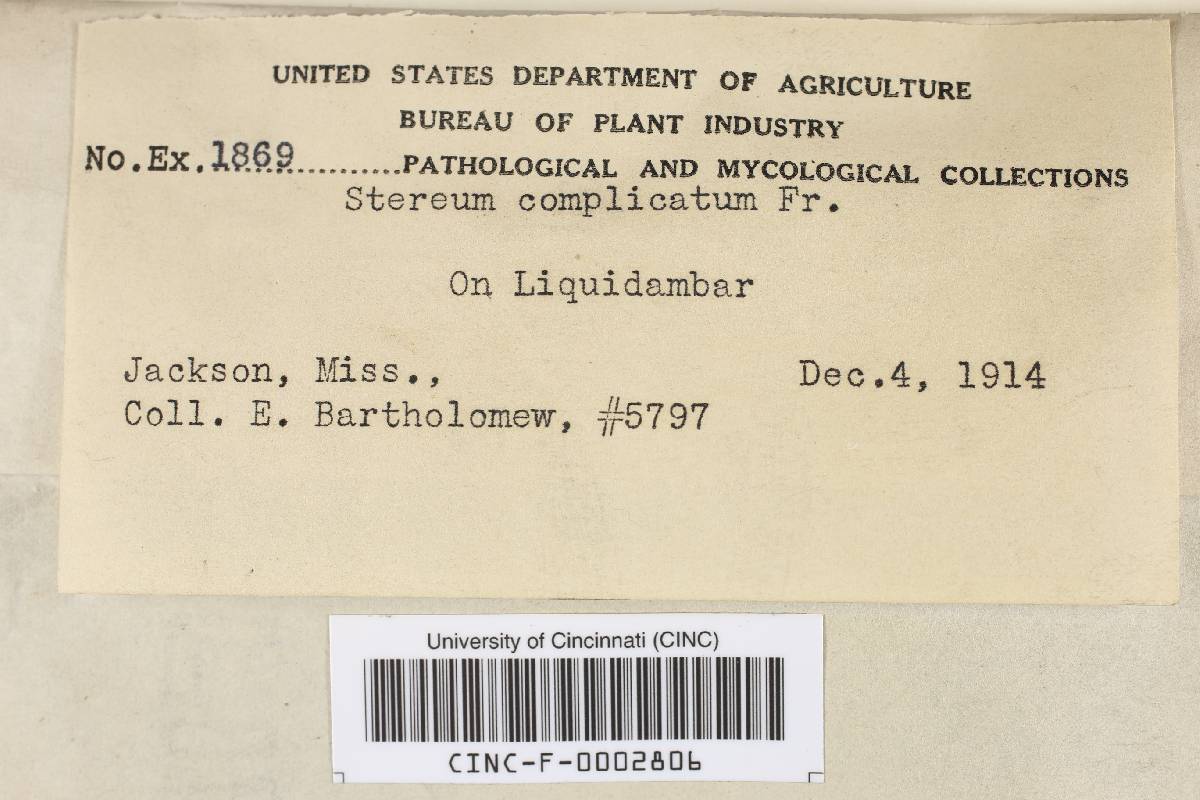 UNITED STATES DEPARTMENT OF AGRICULTURE
BUREAU OF PLANT INDUSTRY
No.Ex.1869............PATHOLOGICAL AND MYCOLOGICAL COLLECTIONS
Stereum complicatum Fr.
On Liquidambar
Jackson, Miss., Dec.4, 1914
Coll. E. Bartholomew, #5797
University of Cincinnati (CINC)
CINC-F-0002806